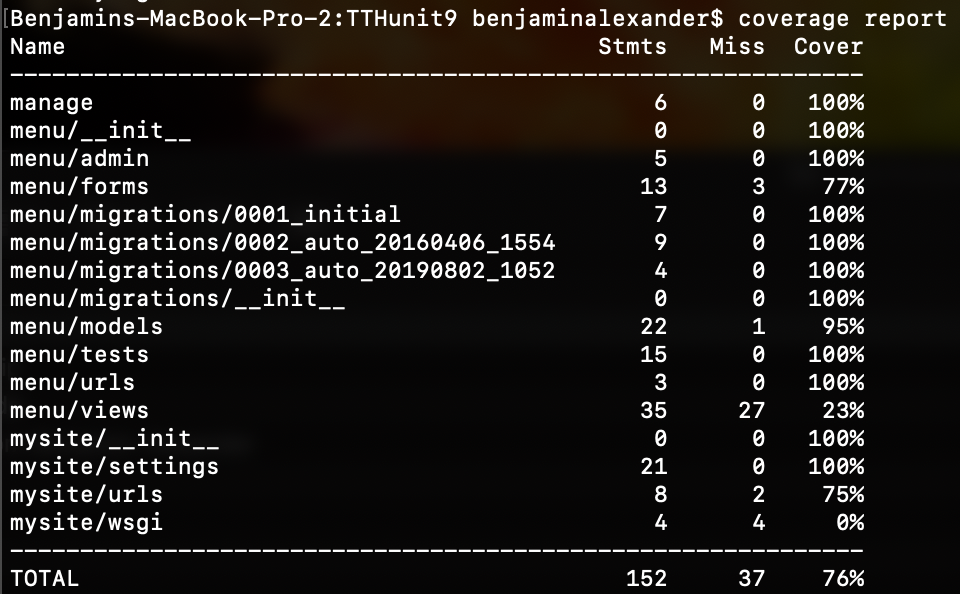 [Benjamins-MacBook-Pro-2:TTHunit9 benjaminalexander$ coverage report
Name Stmts Miss Cover
--------------------------------------------------------------
manage 6 0 100%
menu/__init__ 0 0 100%
menu/admin 5 0 100%
menu/forms 13 3 77%
menu/migrations/0001_initial 7 0 100%
menu/migrations/0002_auto_20160406_1554 9 0 100%
menu/migrations/0003_auto_20190802_1052 4 0 100%
menu/migrations/__init__ 0 0 100%
menu/models 22 1 95%
menu/tests 15 0 100%
menu/urls 3 0 100%
menu/views 35 27 23%
mysite/__init__ 0 0 100%
mysite/settings 21 0 100%
mysite/urls 8 2 75%
mysite/wsgi 4 4 0%
--------------------------------------------------------------
TOTAL 152 37 76%